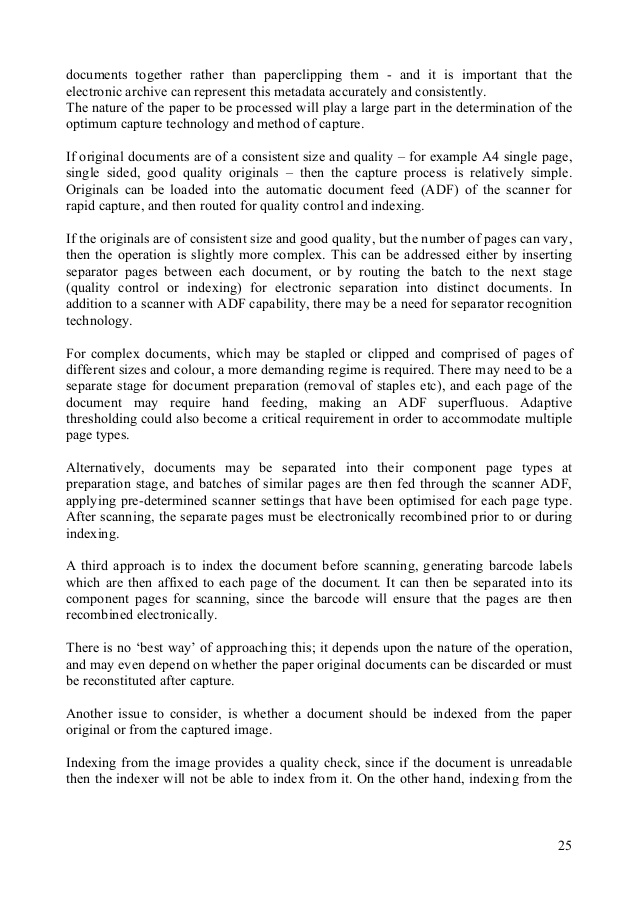 documents together rather than paperclipping them - and it is important that the
electronic archive can represent this metadata accurately and consistently.
The nature of the paper to be processed will play a large part in the determination of the
optimum capture technology and method of capture.
If original documents are of a consistent size and quality – for example A4 single page,
single sided, good quality originals – then the capture process is relatively simple.
Originals can be loaded into the automatic document feed (ADF) of the scanner for
rapid capture, and then routed for quality control and indexing.
If the originals are of consistent size and good quality, but the number of pages can vary,
then the operation is slightly more complex. This can be addressed either by inserting
separator pages between each document, or by routing the batch to the next stage
(quality control or indexing) for electronic separation into distinct documents. In
addition to a scanner with ADF capability, there may be a need for separator recognition
technology.
For complex documents, which may be stapled or clipped and comprised of pages of
different sizes and colour, a more demanding regime is required. There may need to be a
separate stage for document preparation (removal of staples etc), and each page of the
document may require hand feeding, making an ADF superfluous. Adaptive
thresholding could also become a critical requirement in order to accommodate multiple
page types.
Alternatively, documents may be separated into their component page types at
preparation stage, and batches of similar pages are then fed through the scanner ADF,
applying pre-determined scanner settings that have been optimised for each page type.
After scanning, the separate pages must be electronically recombined prior to or during
indexing.
A third approach is to index the document before scanning, generating barcode labels
which are then affixed to each page of the document. It can then be separated into its
component pages for scanning, since the barcode will ensure that the pages are then
recombined electronically.
There is no ‘best way’ of approaching this; it depends upon the nature of the operation,
and may even depend on whether the paper original documents can be discarded or must
be reconstituted after capture.
Another issue to consider, is whether a document should be indexed from the paper
original or from the captured image.
Indexing from the image provides a quality check, since if the document is unreadable
then the indexer will not be able to index from it. On the other hand, indexing from the
25